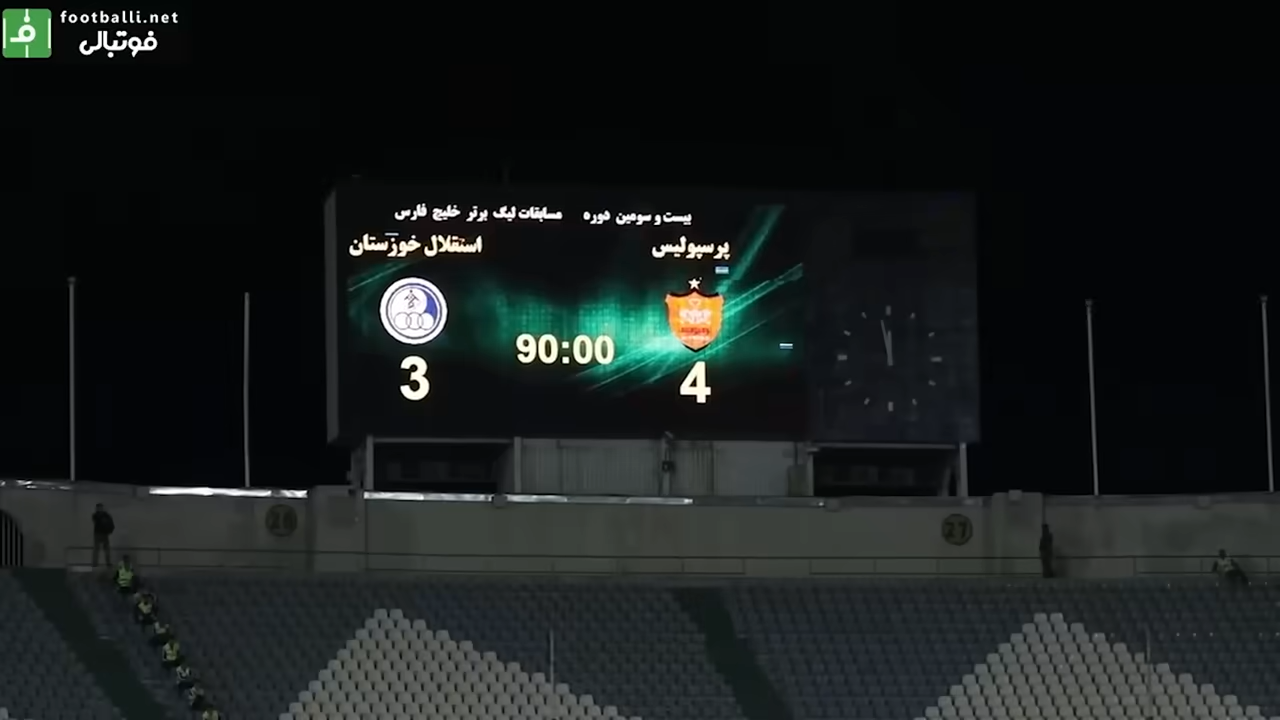 footballi.net
فوتبالی
بیست و سومین دوره مسابقات لیگ برتر خلیج فارس
پرسپولیس
استقلال خوزستان
90:00
3
4
26
27